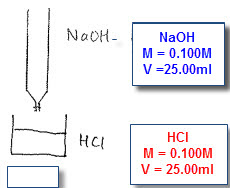 NaOH-
NaOH
M = 0.100M
V =25.00ml
HCl
HCl
M = 0.100M
V = 25.00ml